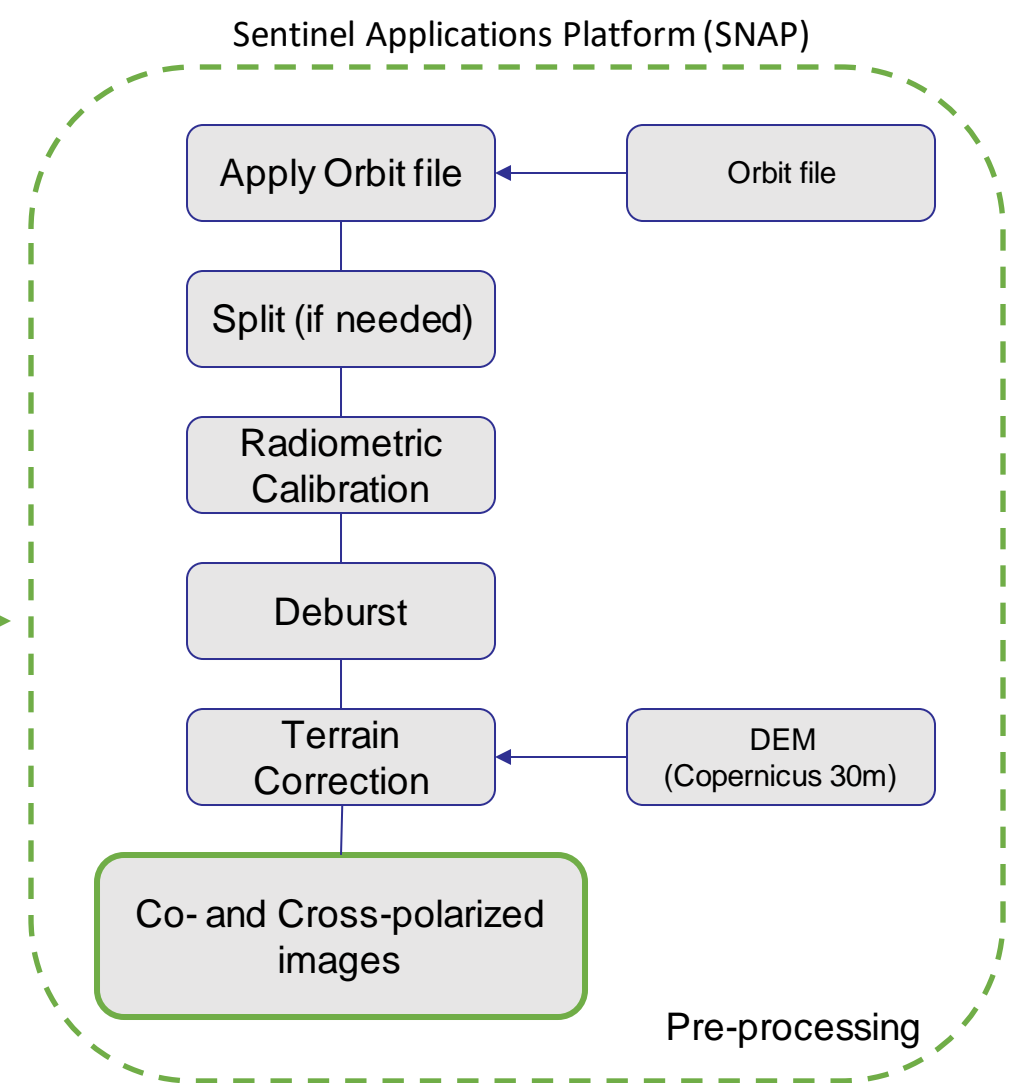 Sentinel Applications Platform (SNAP)
Apply Orbit file
Orbit file
Split (if needed)
Radiometric
Calibration
Deburst
Terrain
Correction
DEM
(Copernicus 30m)
Co- and Cross-polarized
images
Pre-processing